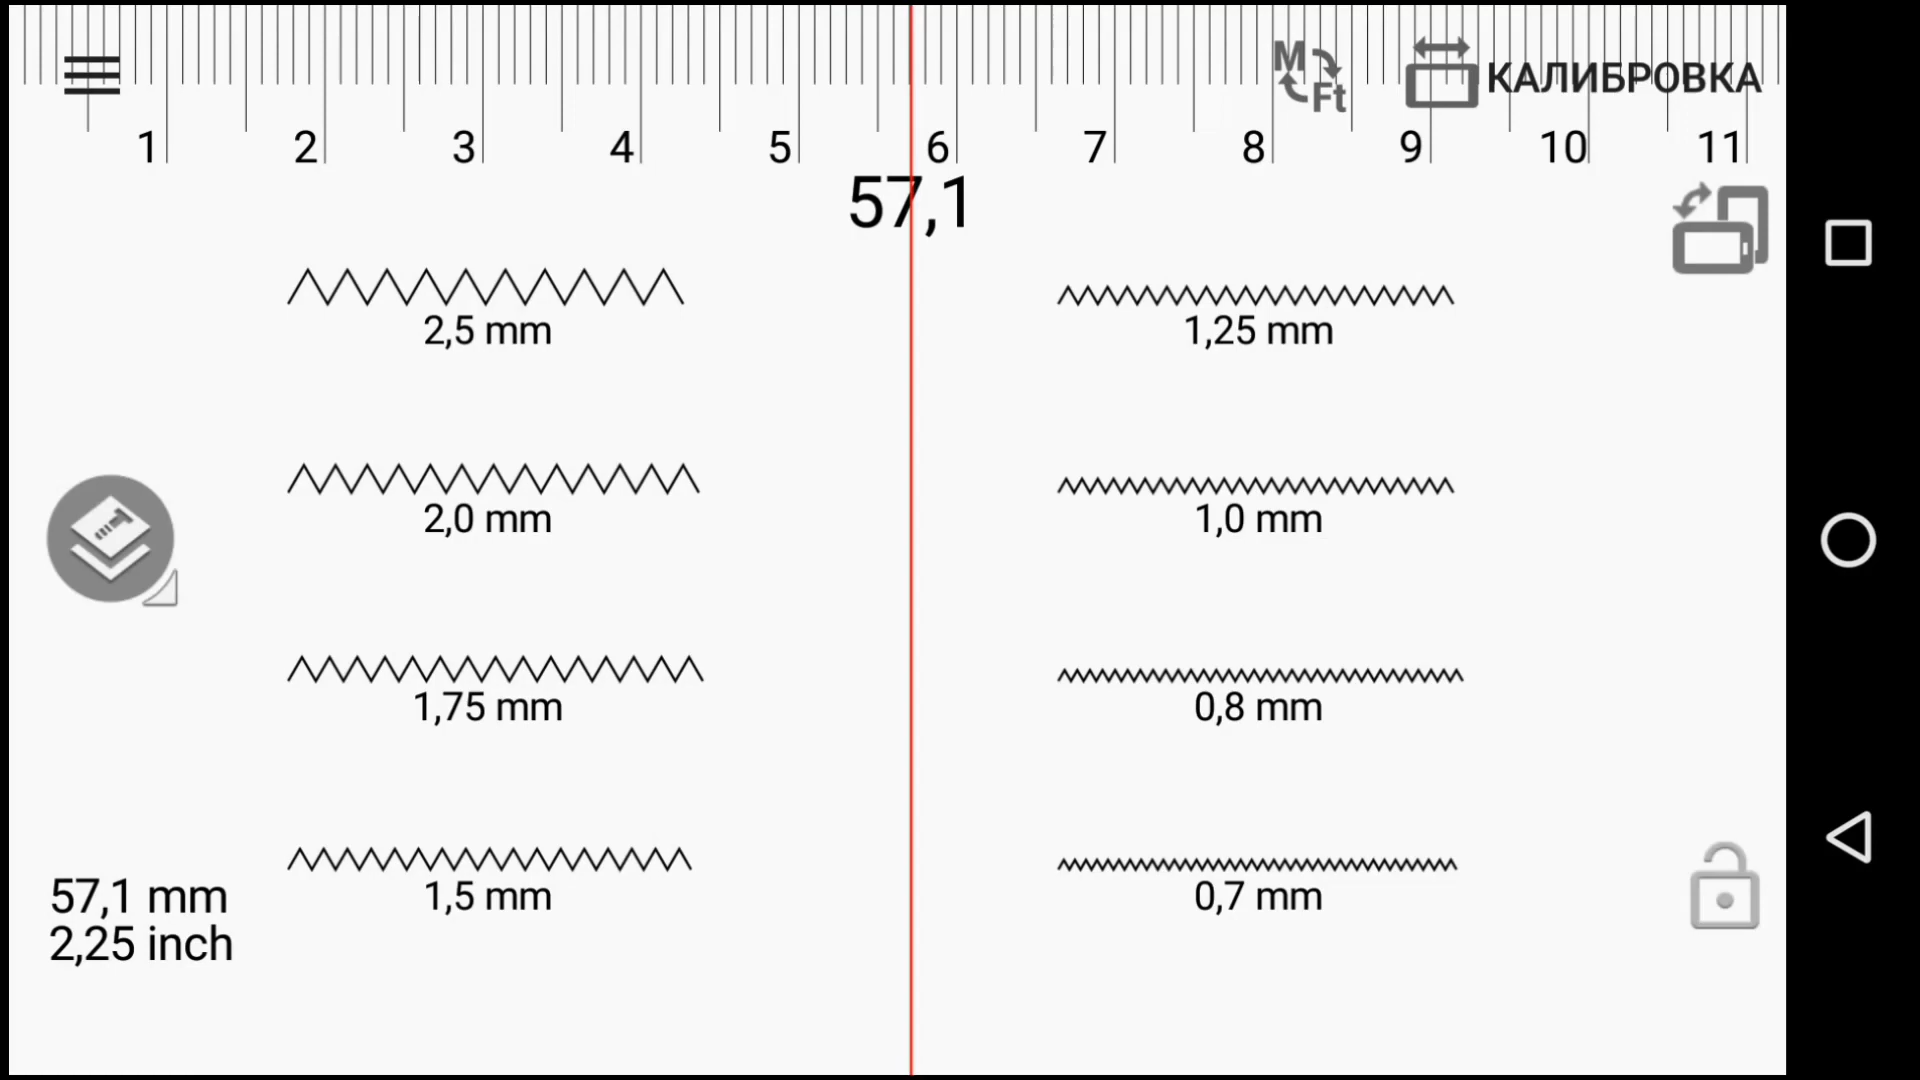 M Ft КАЛИБРОВКА
1 2 3 4 5 6 7 8 9 10 11
57,1
2,5 mm
1,25 mm
2,0 mm
1,0 mm
1,75 mm
0,8 mm
1,5 mm
0,7 mm
57,1 mm
2,25 inch